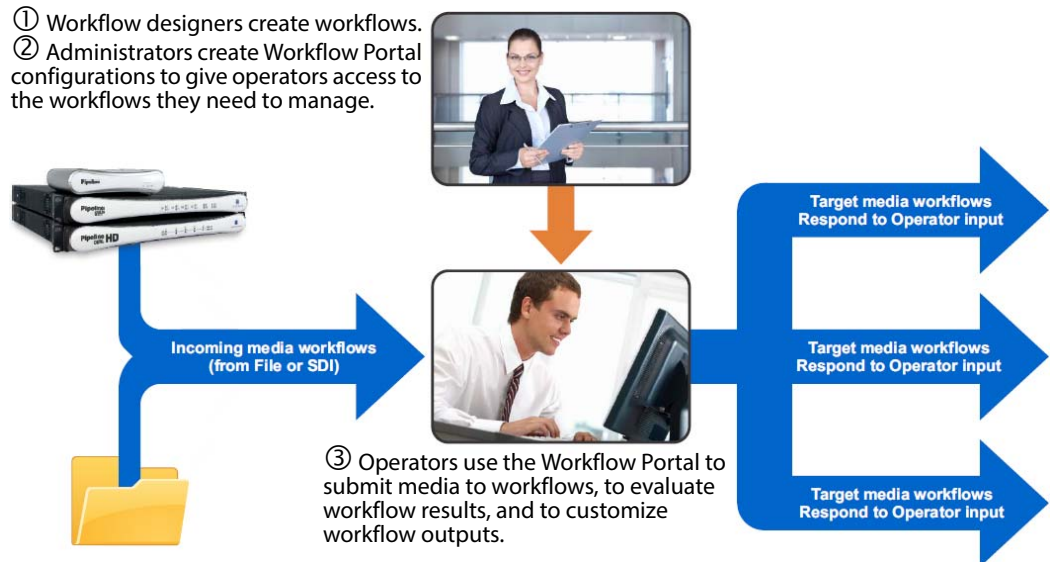 ① Workflow designers create workflows.
② Administrators create Workflow Portal
configurations to give operators access to
the workflows they need to manage.
Pipeline
Pipeline
Pipeline HD
Incoming media workflows
(from File or SDI)
Target media workflows
Respond to Operator input
Target media workflows
Respond to Operator input
Target media workflows
Respond to Operator input
③ Operators use the Workflow Portal to
submit media to workflows, to evaluate
workflow results, and to customize
workflow outputs.